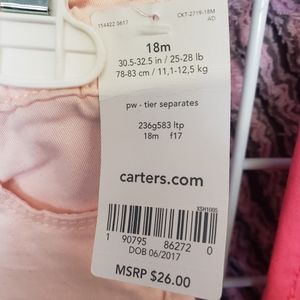 154422 0617 CKT-2719-18M
AD
18m
30.5-32.5 in / 25-28 lb
78-83 cm / 11,1-12,5 kg
pw - tier separates
236g583 ltp
18m f17
carters.com
XSH1005
1 90795 86272 0
DOB 06/2017
MSRP $26.00